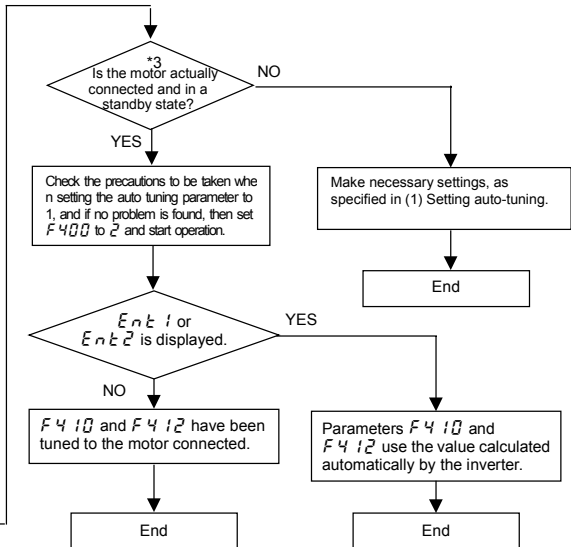 *3
Is the motor actually
connected and in a
standby state?
NO
YES
Check the precautions to be taken whe
n setting the auto tuning parameter to
1, and if no problem is found, then set
F400 to 2 and start operation.
Make necessary settings, as
specified in (1) Setting auto-tuning.
End
Ent 1 or
Ent2 is displayed.
YES
NO
F410 and F412 have been
tuned to the motor connected.
Parameters F410 and
F412 use the value calculated
automatically by the inverter.
End
End